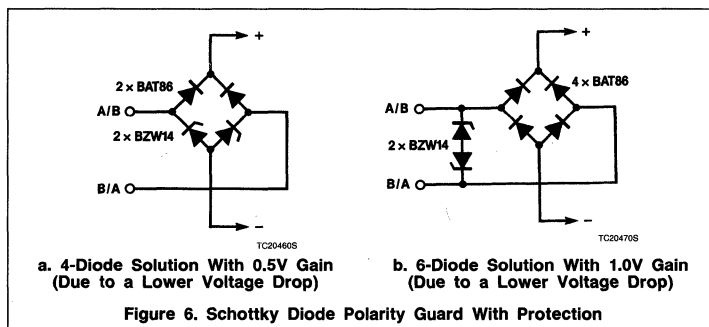 +
2 × BAT86
A/B
2 × BZW14
B/A
−
TC20460S
a. 4-Diode Solution With 0.5V Gain
(Due to a Lower Voltage Drop)
+
4 × BAT86
A/B
2 × BZW14
B/A
−
TC20470S
b. 6-Diode Solution With 1.0V Gain
(Due to a Lower Voltage Drop)
Figure 6. Schottky Diode Polarity Guard With Protection